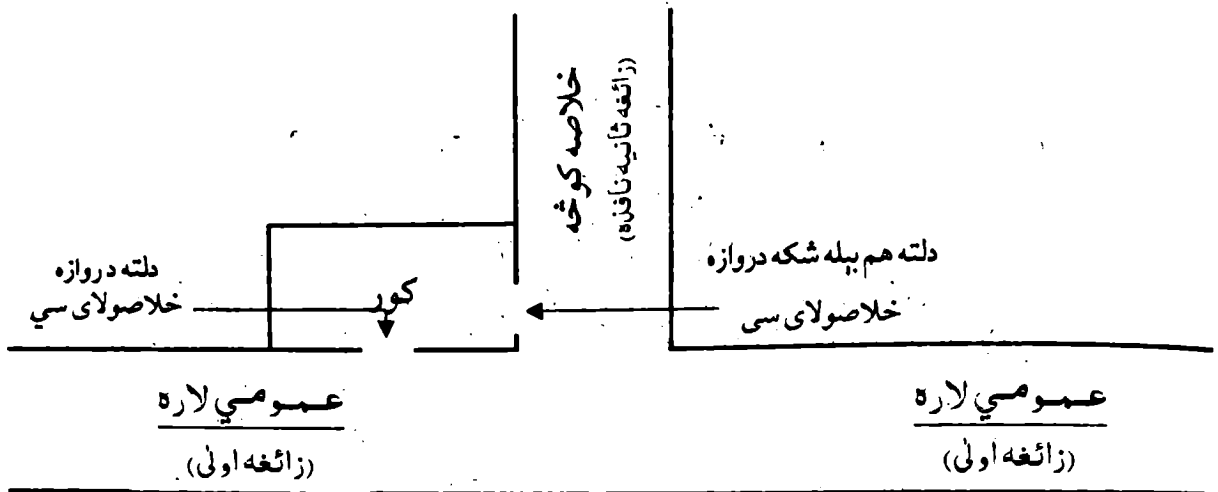 خلاصه کوڅه
(زائغه ثانیه نافذه)
دلته هم بېله شکه دروازه
خلاصولای سی
کور
دلته دروازه
خلاصولای سي
عمومي لاره
(زائغه اولیٰ)
عمومي لاره
(زائغه اولیٰ)